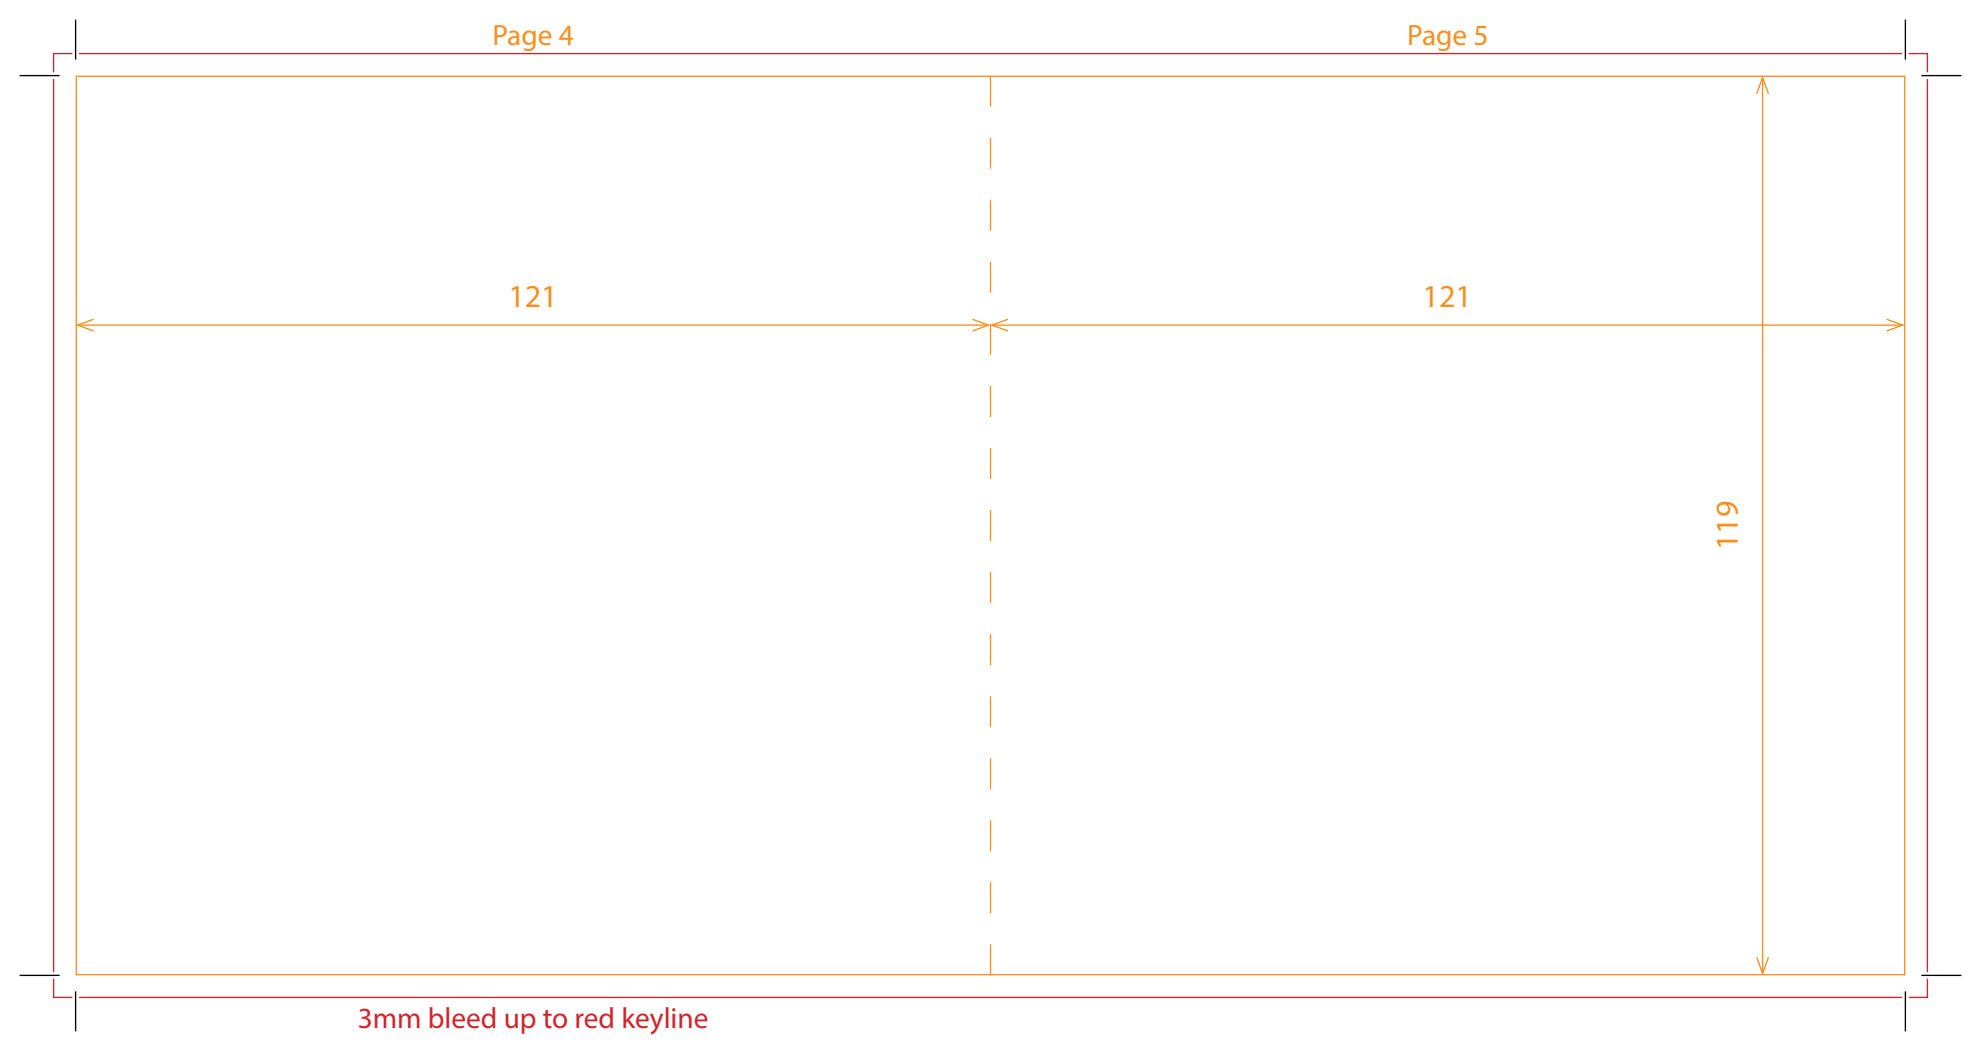 Page 4
Page 5
121
121
119
3mm bleed up to red keyline